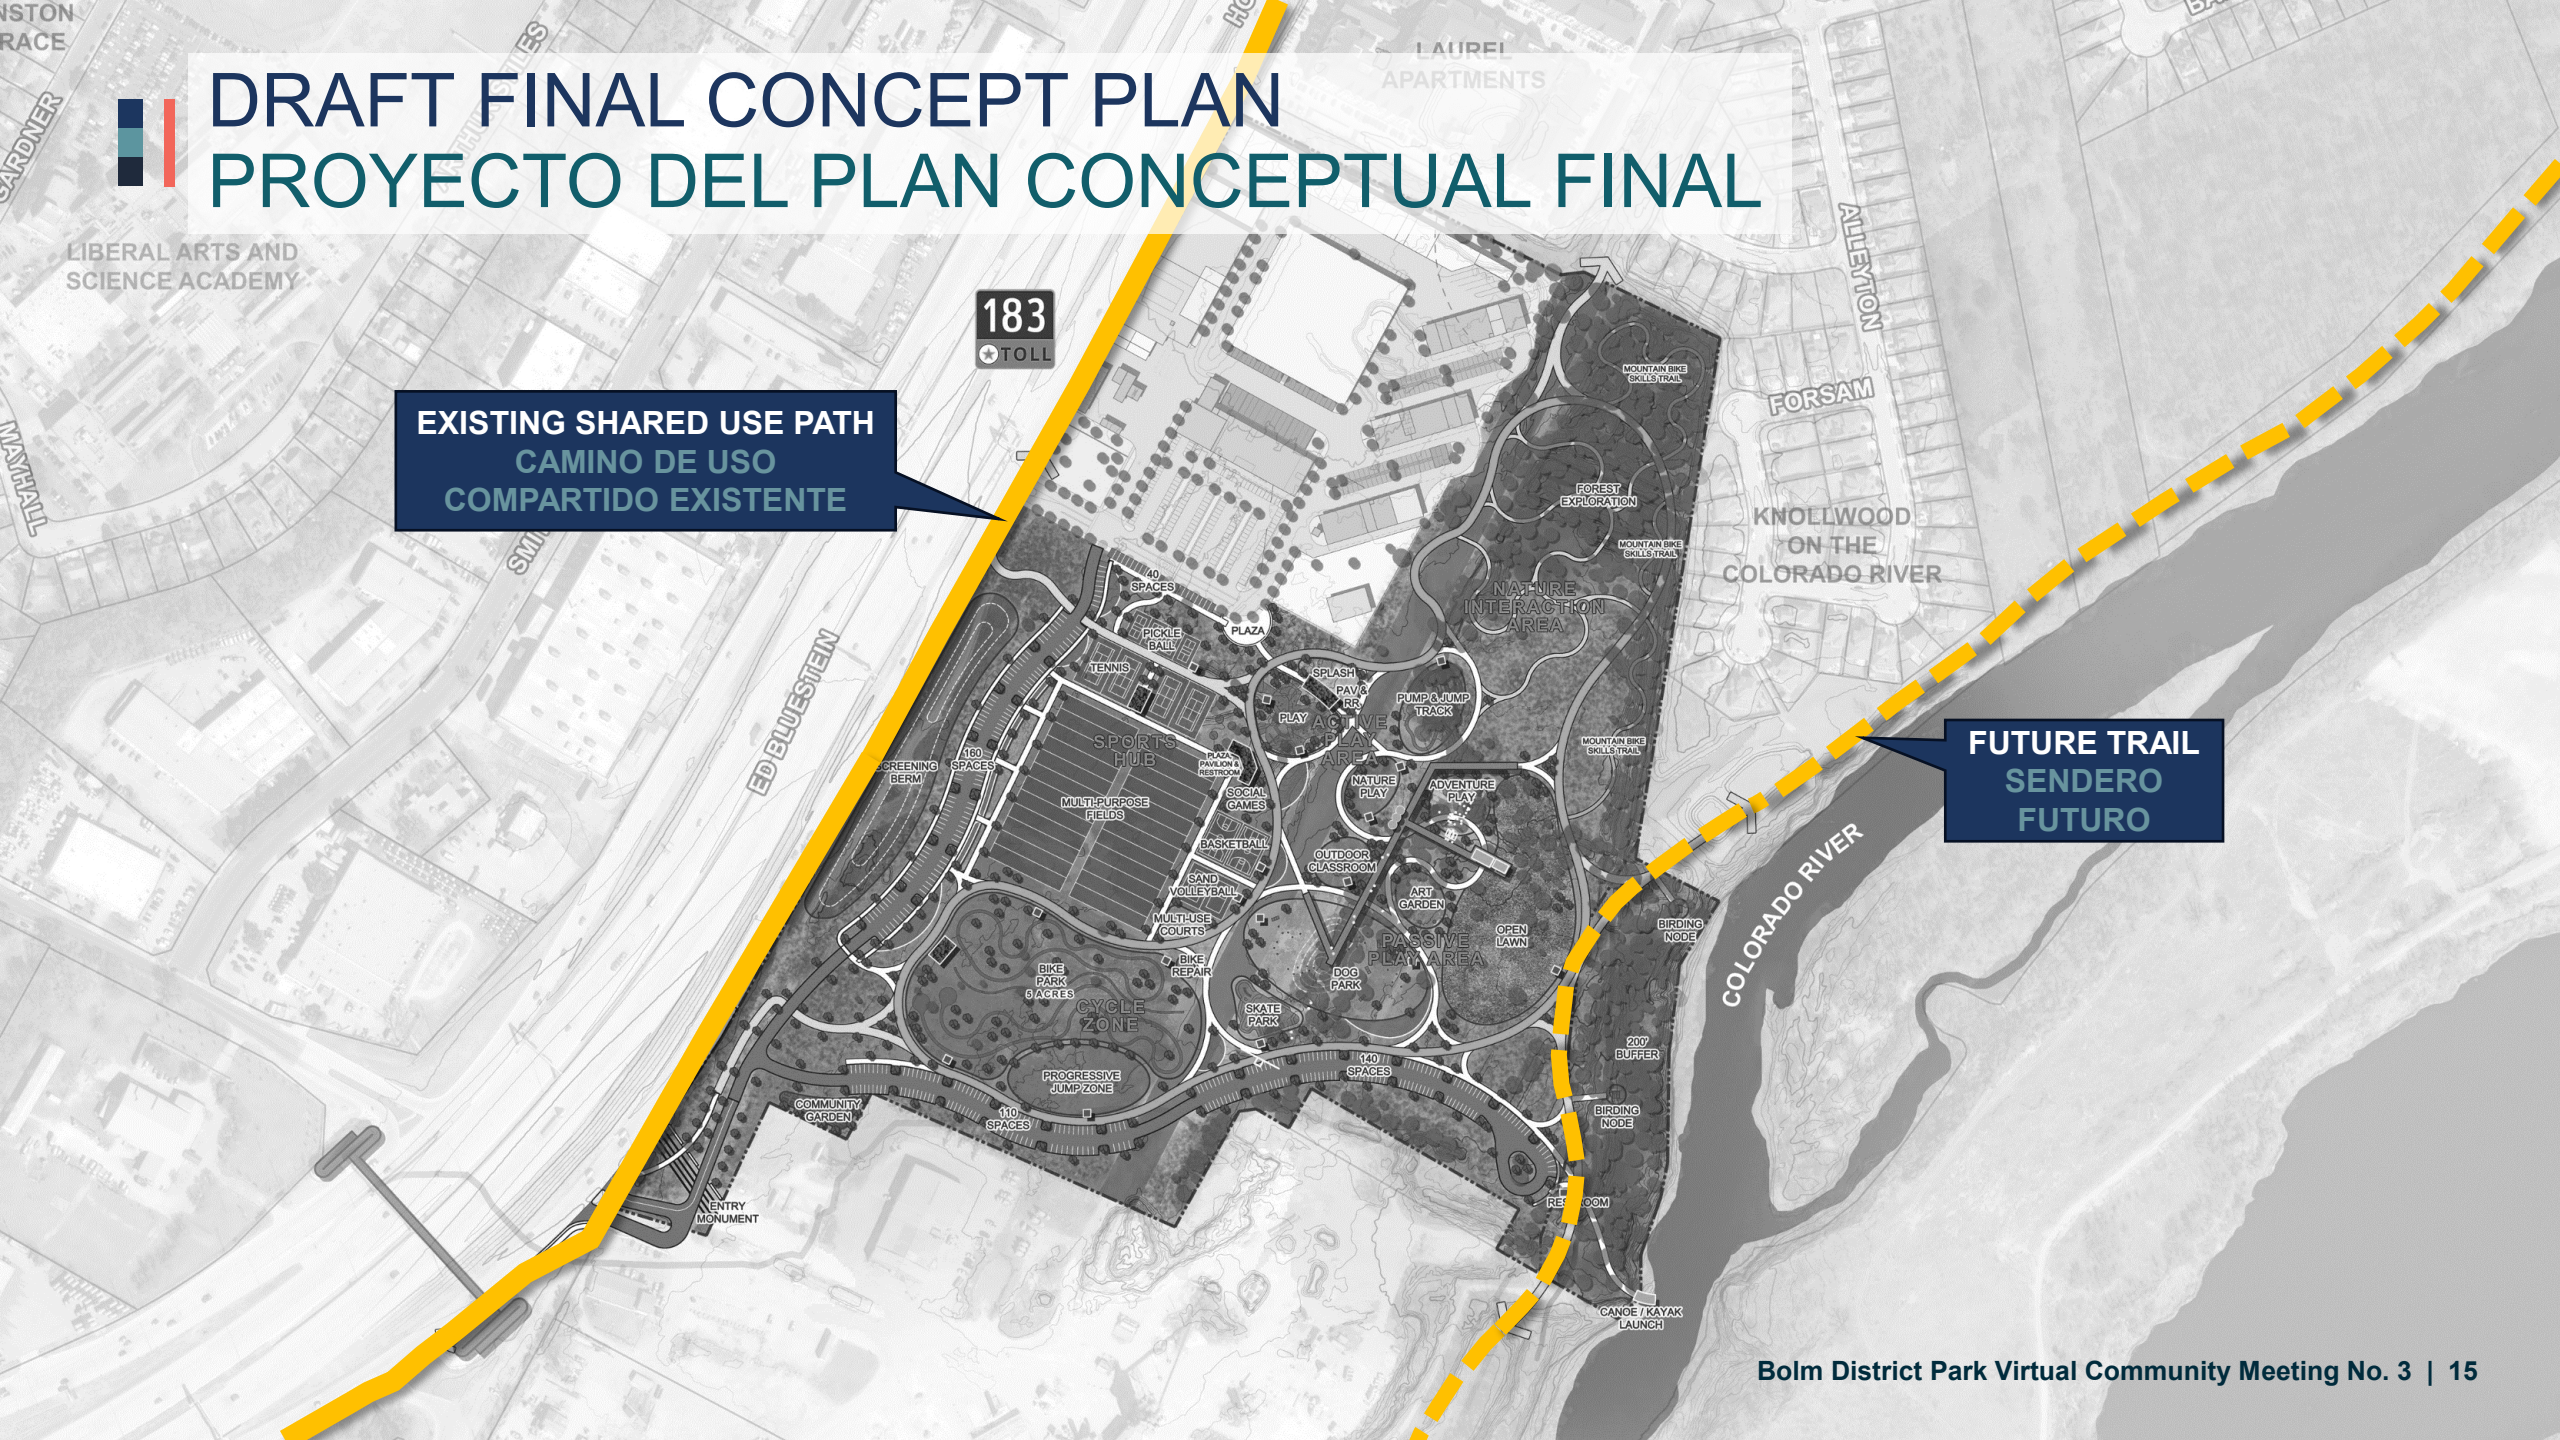 DRAFT FINAL CONCEPT PLAN
PROYECTO DEL PLAN CONCEPTUAL FINAL
LAUREL
APARTMENTS
GARDNER
LIBERAL ARTS AND
SCIENCE ACADEMY
ALLEYTON
183
TOLL
EXISTING SHARED USE PATH
CAMINO DE USO
COMPARTIDO EXISTENTE
MAYHALL
MOUNTAIN BIKE
SKILLS TRAIL
FORSAM
FOREST
EXPLORATION
KNOLLWOOD
ON THE
COLORADO RIVER
MOUNTAIN BIKE
SKILLS TRAIL
NATURE
INTERACTION
AREA
40
SPACES
PICKLE
BALL
PLAZA
TENNIS
SPLASH
PAV &
RR
PLAY
PUMP & JUMP
TRACK
ACTIVE
PLAY
AREA
ED BLUESTEIN
SPORTS
HUB
160
SPACES
SCREENING
BERM
PLAZA,
PAVILION &
RESTROOM
MOUNTAIN BIKE
SKILLS TRAIL
FUTURE TRAIL
SENDERO
FUTURO
MULTI-PURPOSE
FIELDS
SOCIAL
GAMES
NATURE
PLAY
ADVENTURE
PLAY
BASKETBALL
OUTDOOR
CLASSROOM
SAND
VOLLEYBALL
ART
GARDEN
MULTI-USE
COURTS
OPEN
LAWN
BIRDING
NODE
COLORADO RIVER
PASSIVE
PLAY AREA
BIKE
REPAIR
DOG
PARK
BIKE
PARK
5 ACRES
CYCLE
ZONE
SKATE
PARK
200'
BUFFER
140
SPACES
PROGRESSIVE
JUMP ZONE
COMMUNITY
GARDEN
110
SPACES
BIRDING
NODE
ENTRY
MONUMENT
RESTROOM
CANOE / KAYAK
LAUNCH
Bolm District Park Virtual Community Meeting No. 3 | 15